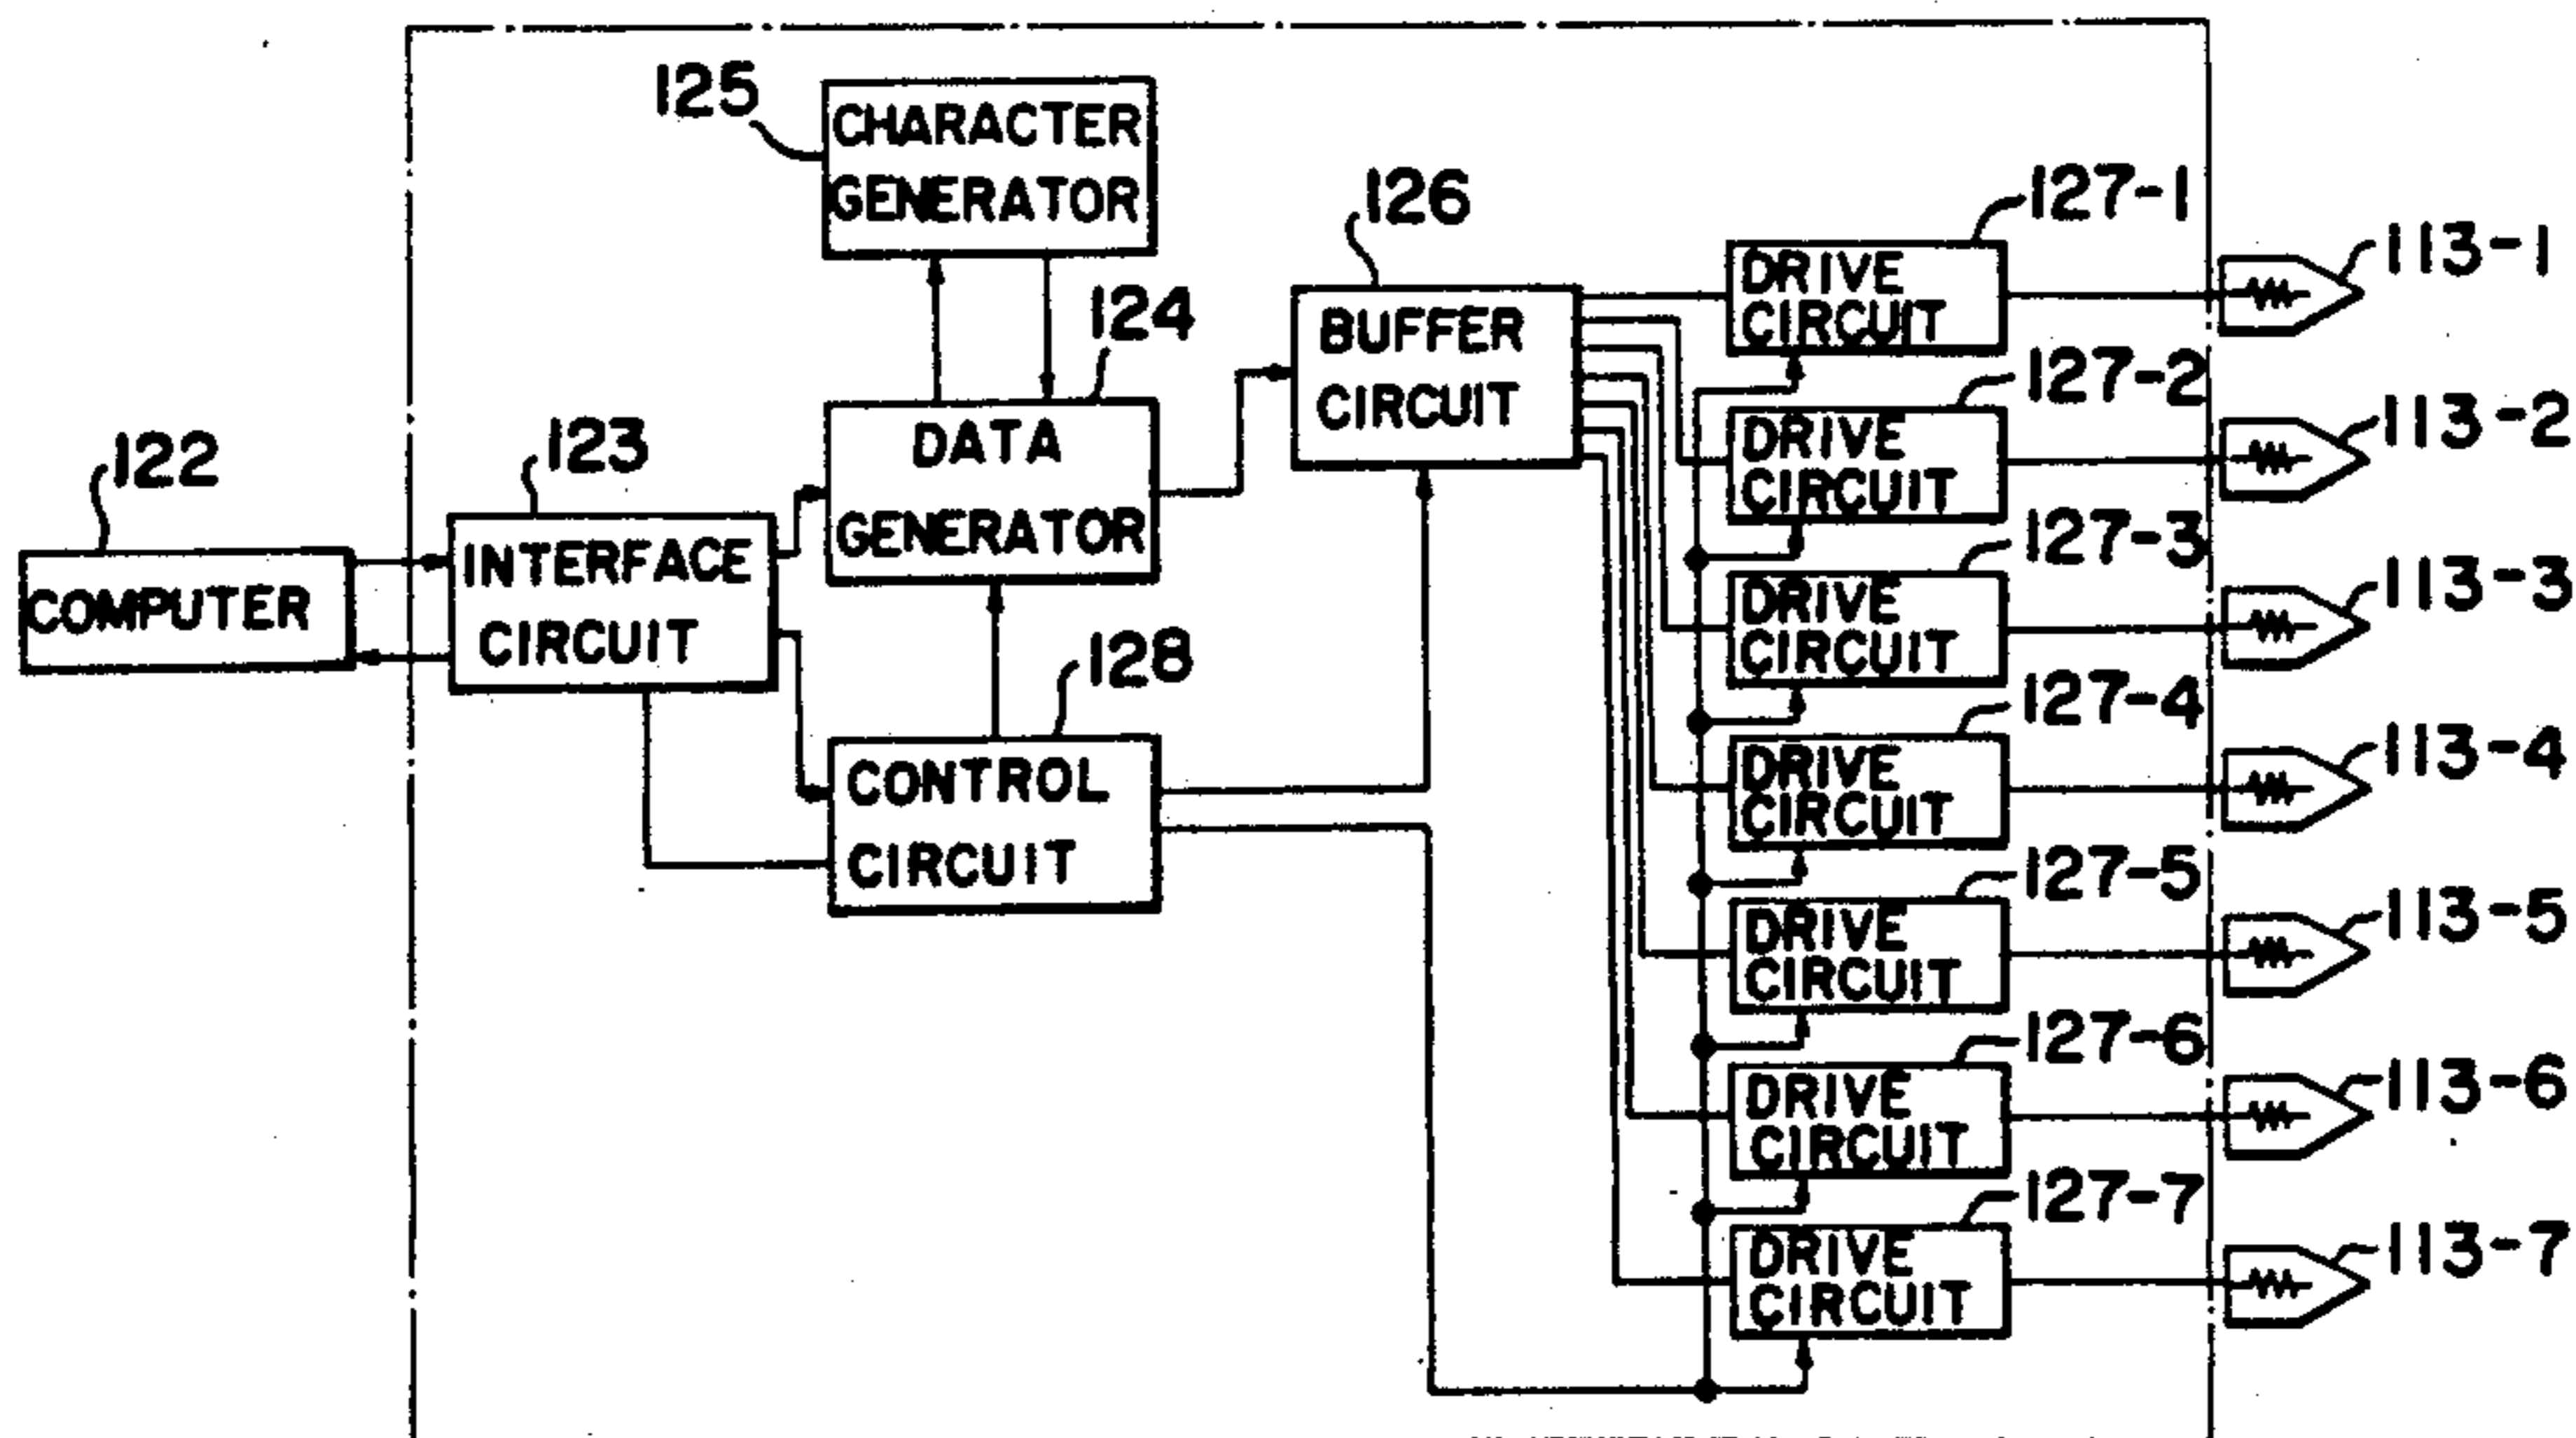 125
CHARACTER
GENERATOR
126
127-1
113-1
DRIVE
CIRCUIT
124
BUFFER
CIRCUIT
127-2
113-2
DRIVE
CIRCUIT
122
123
DATA
GENERATOR
127-3
113-3
DRIVE
CIRCUIT
COMPUTER
INTERFACE
CIRCUIT
128
127-4
113-4
DRIVE
CIRCUIT
CONTROL
CIRCUIT
127-5
113-5
DRIVE
CIRCUIT
127-6
113-6
DRIVE
CIRCUIT
127-7
113-7
DRIVE
CIRCUIT